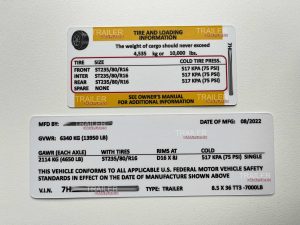 TRAILER
TIRE AND LOADING
INFORMATION
TRAILER
The weight of cargo should never exceed
4,535 kg or 10,000 lbs.
TIRE SIZE COLD TIRE PRESS.
FRONT ST235/80/R16 517 KPA (75 PSI)
INTER ST235/80/R16 517 KPA (75 PSI)
REAR ST235/80/R16 517 KPA (75 PSI)
SPARE NONE
TRAILER
SEE OWNER'S MANUAL
FOR ADDITIONAL INFORMATION
TRAILER
7H
MFD BY: TRAILER
DATE OF MFG: 08/2022
GVWR: 6340 KG (13950 LB)
TRAILER
GAWR (EACH AXLE) WITH TIRES RIMS AT COLD
2114 KG (4650 LB) ST235/80/R16 D16 X 8J 517 KPA (75 PSI) SINGLE
THIS VEHICLE CONFORMS TO ALL APPLICABLE U.S. FEDERAL MOTOR VEHICLE SAFETY
STANDARDS IN EFFECT ON THE DATE OF MANUFACTURE SHOWN ABOVE
TRAILER
V.I.N. 7H TYPE: TRAILER 8.5 X 36 TT3 -7000LB